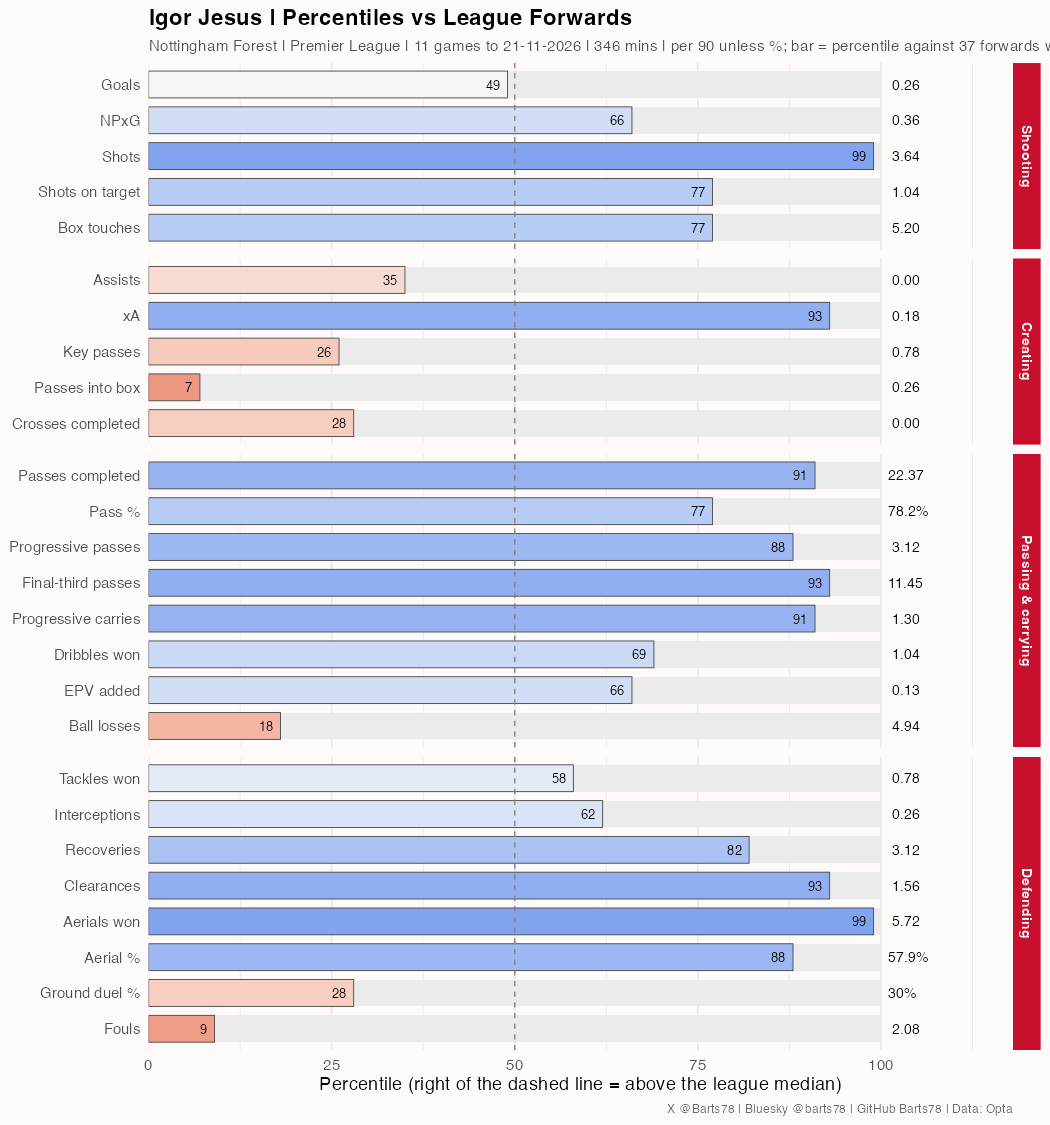 Igor Jesus | Percentiles vs League Forwards
Nottingham Forest | Premier League | 11 games to 21-11-2026 | 346 mins | per 90 unless %; bar = percentile against 37 forwards
Shooting
Goals 49 0.26
NPxG 66 0.36
Shots 99 3.64
Shots on target 77 1.04
Box touches 77 5.20
Creating
Assists 35 0.00
xA 93 0.18
Key passes 26 0.78
Passes into box 7 0.26
Crosses completed 28 0.00
Passing & carrying
Passes completed 91 22.37
Pass % 77 78.2%
Progressive passes 88 3.12
Final-third passes 93 11.45
Progressive carries 91 1.30
Dribbles won 69 1.04
EPV added 66 0.13
Ball losses 18 4.94
Defending
Tackles won 58 0.78
Interceptions 62 0.26
Recoveries 82 3.12
Clearances 93 1.56
Aerials won 99 5.72
Aerial % 88 57.9%
Ground duel % 28 30%
Fouls 9 2.08
0 25 50 75 100
Percentile (right of the dashed line = above the league median)
X @Barts78 | Bluesky @barts78 | GitHub Barts78 | Data: Opta